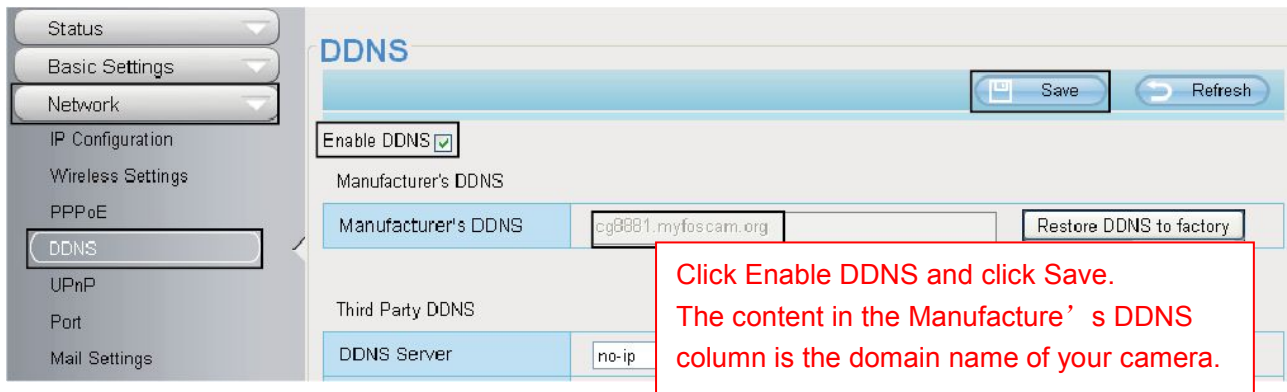 Status
Basic Settings
Network
IP Configuration
Wireless Settings
PPPoE
DDNS
UPnP
Port
Mail Settings
DDNS
Save Refresh
Enable DDNS
Manufacturer's DDNS
Manufacturer's DDNS cg8881.myfoscam.org Restore DDNS to factory
Third Party DDNS
DDNS Server no-ip
Click Enable DDNS and click Save.
The content in the Manufacture’s DDNS
column is the domain name of your camera.